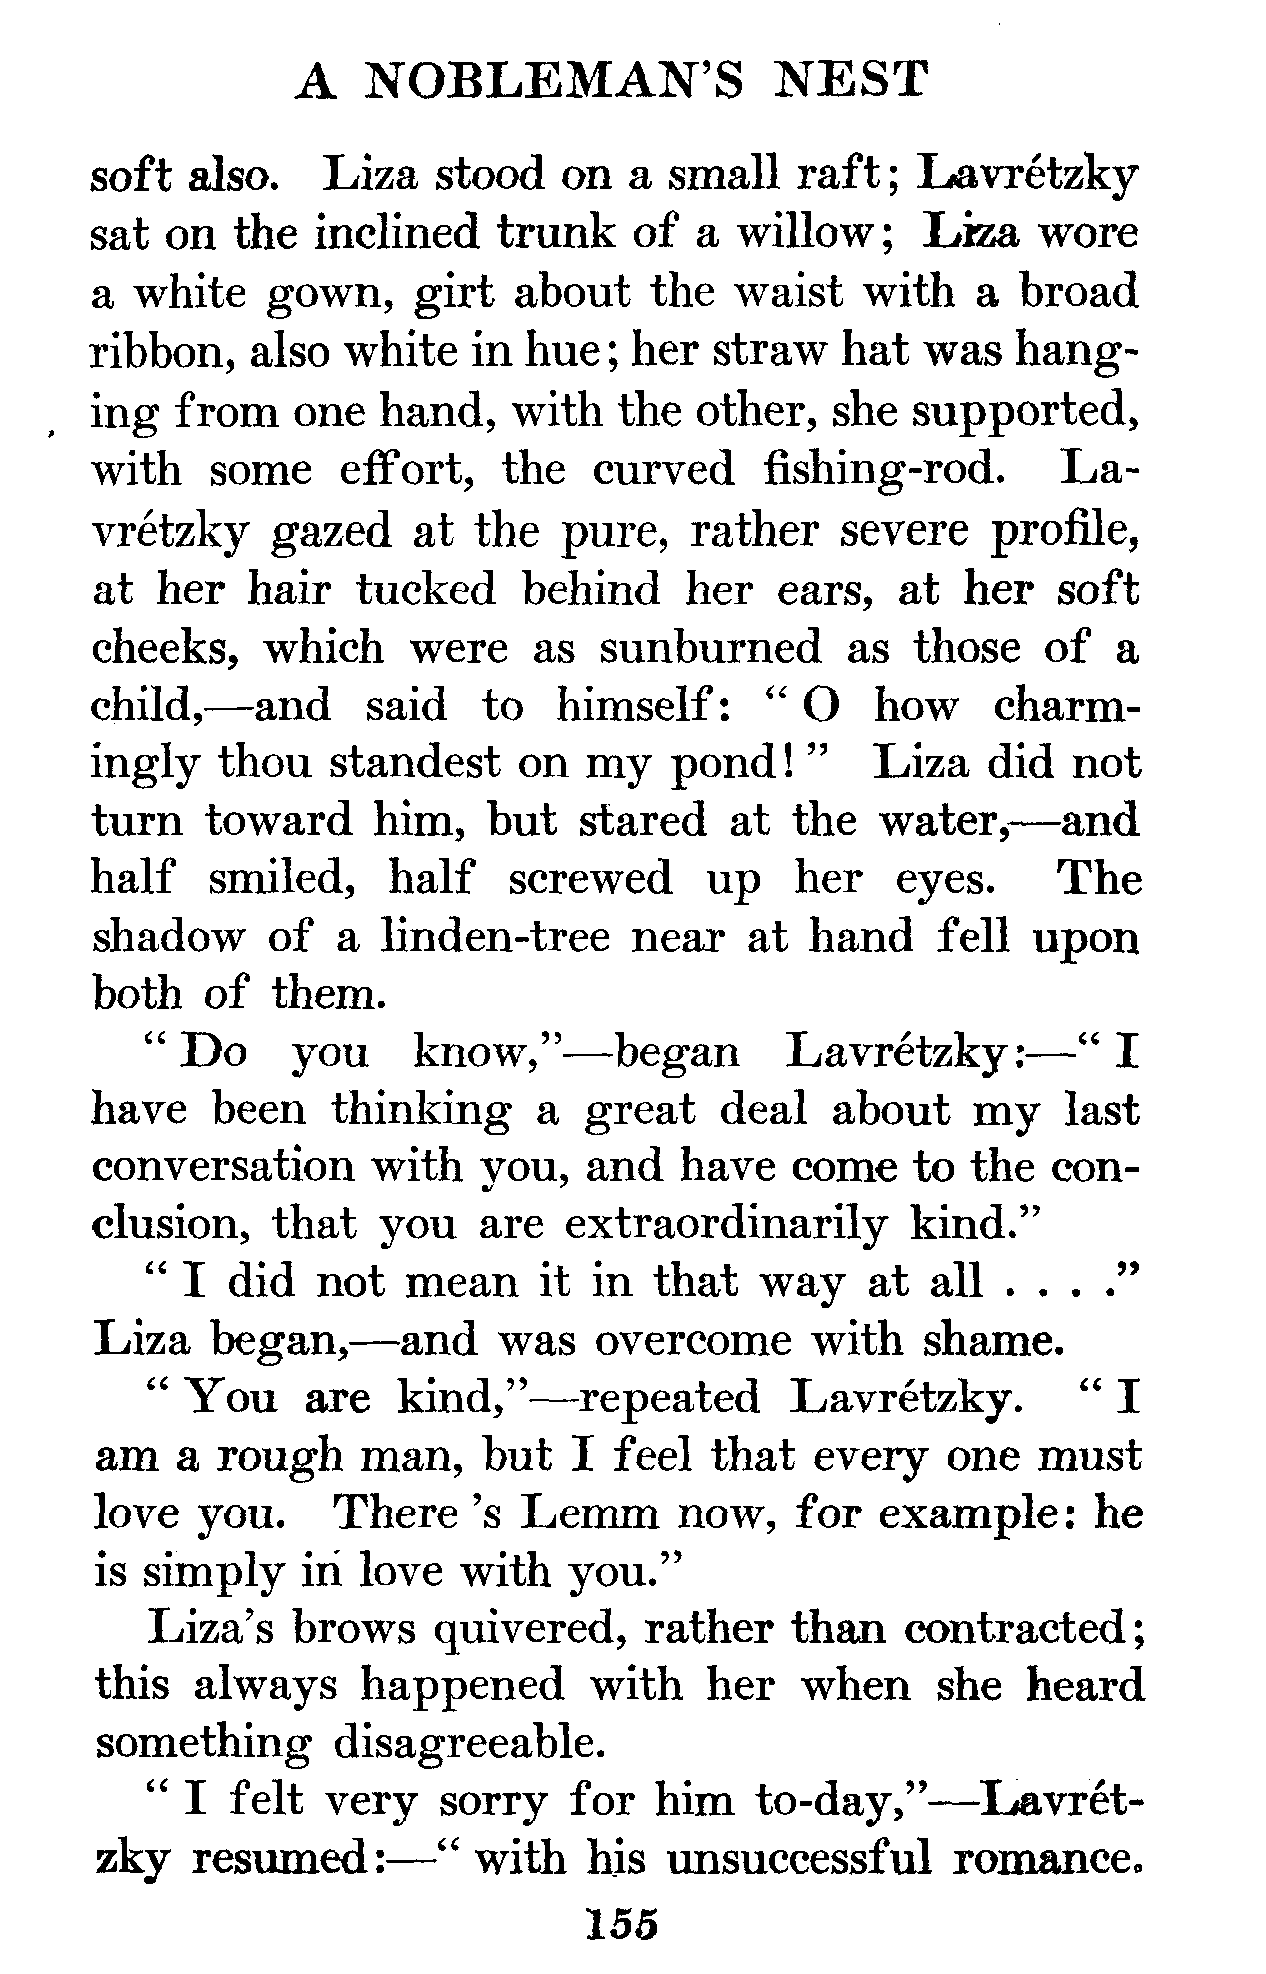 A NOBLEMAN'S NEST
soft also. Liza stood on a small raft; Lavrétzky
sat on the inclined trunk of a willow; Liza wore
a white gown, girt about the waist with a broad
ribbon, also white in hue; her straw hat was hang-
ing from one hand, with the other, she supported,
with some effort, the curved fishing-rod. La-
vrétzky gazed at the pure, rather severe profile,
at her hair tucked behind her ears, at her soft
cheeks, which were as sunburned as those of a
child,—and said to himself: " O how charm-
ingly thou standest on my pond! " Liza did not
turn toward him, but stared at the water,—and
half smiled, half screwed up her eyes. The
shadow of a linden-tree near at hand fell upon
both of them.
" Do you know,"—began Lavrétzky:—" I
have been thinking a great deal about my last
conversation with you, and have come to the con-
clusion, that you are extraordinarily kind."
" I did not mean it in that way at all . . . ."
Liza began,—and was overcome with shame.
" You are kind,"—repeated Lavrétzky. " I
am a rough man, but I feel that every one must
love you. There 's Lemm now, for example: he
is simply in love with you."
Liza's brows quivered, rather than contracted;
this always happened with her when she heard
something disagreeable.
" I felt very sorry for him to-day,"—Lavrét-
zky resumed:—" with his unsuccessful romance.
155